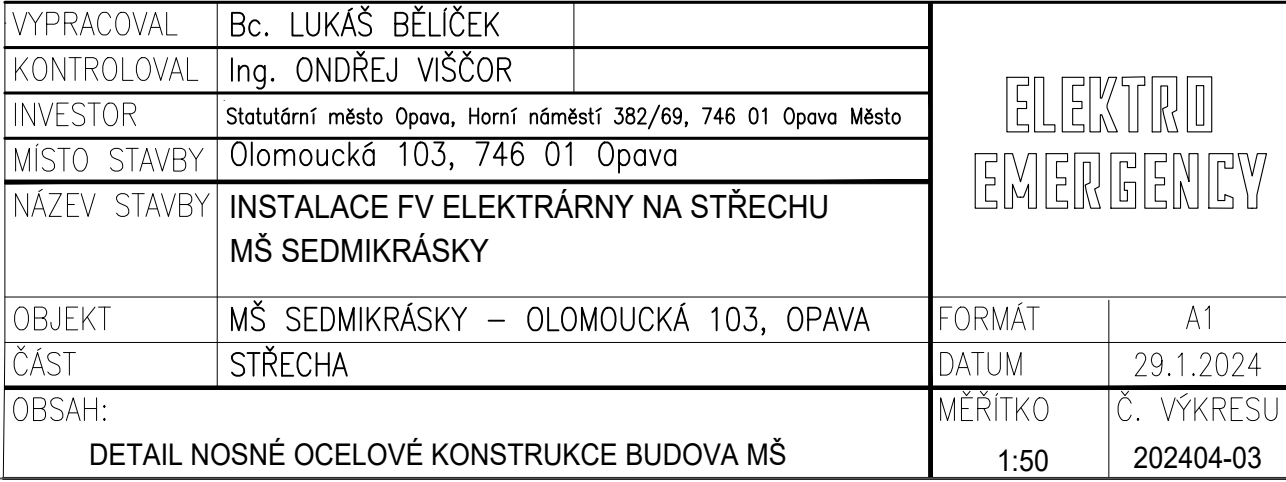 VYPRACOVAL Bc. LUKÁŠ BĚLÍČEK
KONTROLOVAL Ing. ONDŘEJ VIŠČOR
INVESTOR Statutární město Opava, Horní náměstí 382/69, 746 01 Opava Město
MÍSTO STAVBY Olomoucká 103, 746 01 Opava
ELEKTRO
EMERGENCY
NÁZEV STAVBY INSTALACE FV ELEKTRÁRNY NA STŘECHU
MŠ SEDMIKRÁSKY
OBJEKT MŠ SEDMIKRÁSKY – OLOMOUCKÁ 103, OPAVA
FORMÁT A1
ČÁST STŘECHA
DATUM 29.1.2024
OBSAH:
DETAIL NOSNÉ OCELOVÉ KONSTRUKCE BUDOVA MŠ
MĚŘÍTKO Č. VÝKRESU
1:50 202404-03